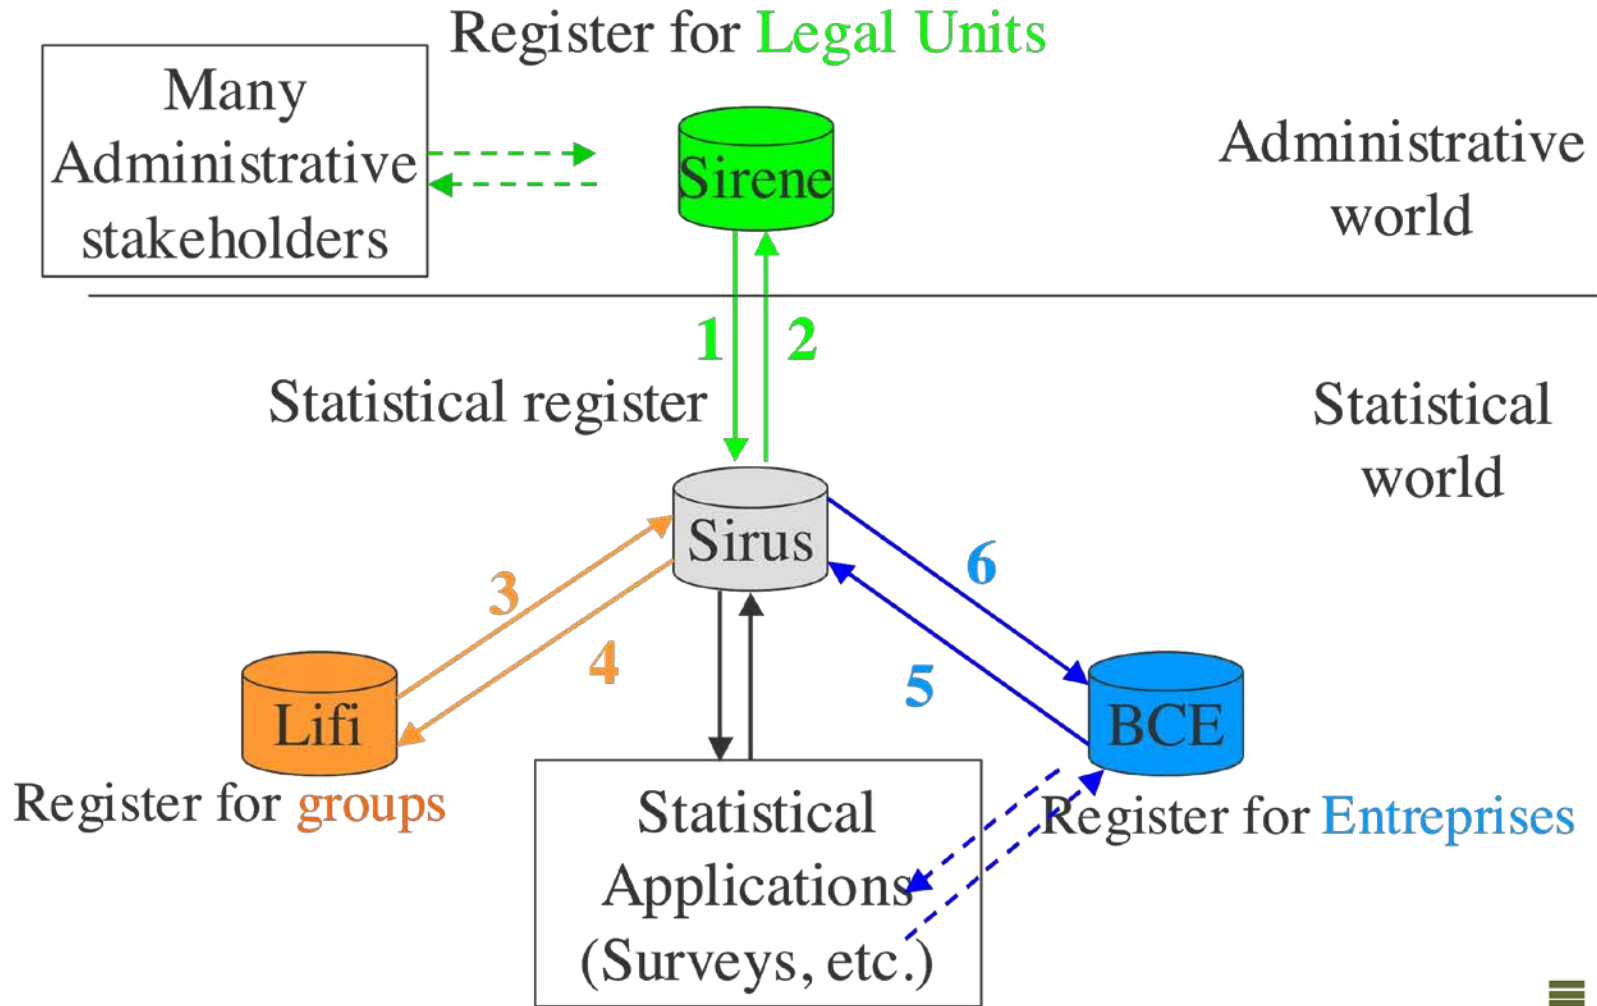 Register for Legal Units
Many
Administrative
stakeholders
Sirene
Administrative
world
1
2
Statistical register
Statistical
world
Sirus
3
4
6
5
Lifi
BCE
Register for groups
Register for Entreprises
Statistical
Applications
(Surveys, etc.)